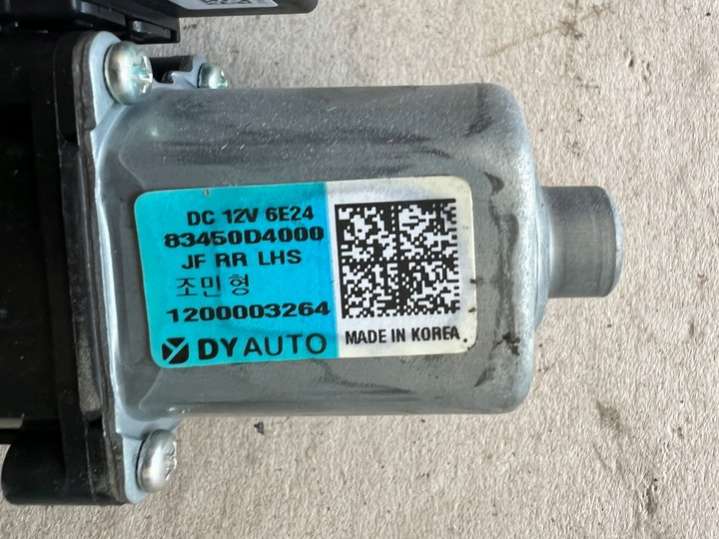 DC 12V 6E24
83450D4000
JF RR LHS
조민형
1200003264
DYAUTO
MADE IN KOREA